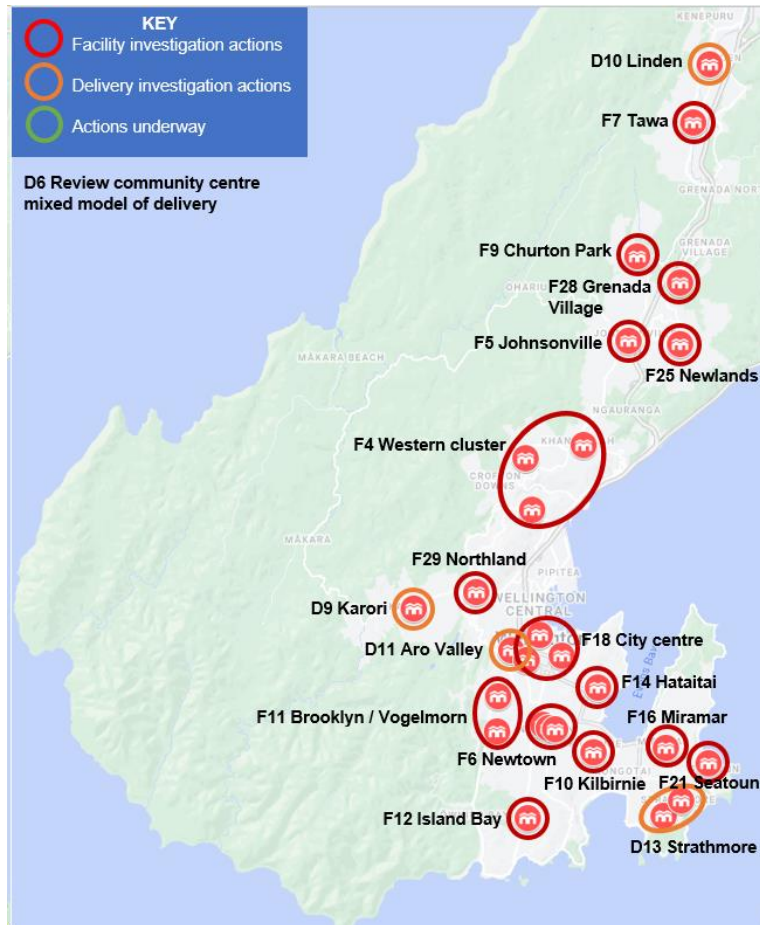 KEY
Facility investigation actions
Delivery investigation actions
Actions underway
D6 Review community centre
mixed model of delivery
KENEPURU
D10 Linden
F7 Tawa
GRENADA NORT
F9 Churton Park
GRENADA
VILLAGE
F28 Grenada
Village
OHARIU
F5 Johnsonville
MĀKARA BEACH
F25 Newlands
NGAURANGA
F4 Western cluster
CROFTON
DOWNS
MĀKARA
F29 Northland
PIPITEA
WELLINGTON
CENTRAL
D9 Karori
F18 City centre
D11 Aro Valley
F14 Hataitai
F11 Brooklyn / Vogelmorn
F16 Miramar
F6 Newtown
F10 Kilbirnie
F21 Seatoun
F12 Island Bay
D13 Strathmore